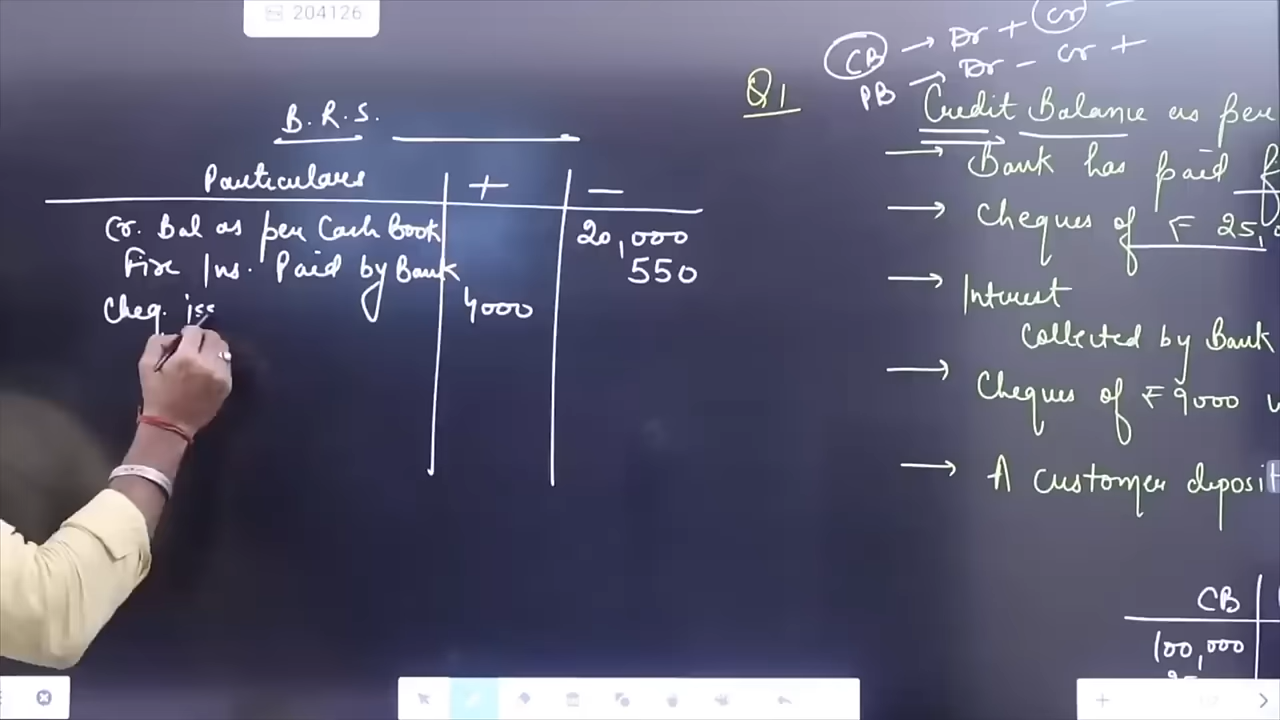 204126
B.R.S.
Particulars + -
Cr. Bal as per Cash Book 20,000
Fire Ins. Paid by Bank 550
Cheq. iss 4000
CB → Dr + Cr -
PB → Dr - Cr +
Q1
Credit Balance as per
→ Bank has paid
→ Cheques of ₹ 25,0
→ Interest
Collected by Bank
→ Cheques of ₹9000
→ A customer deposit
CB
100,000